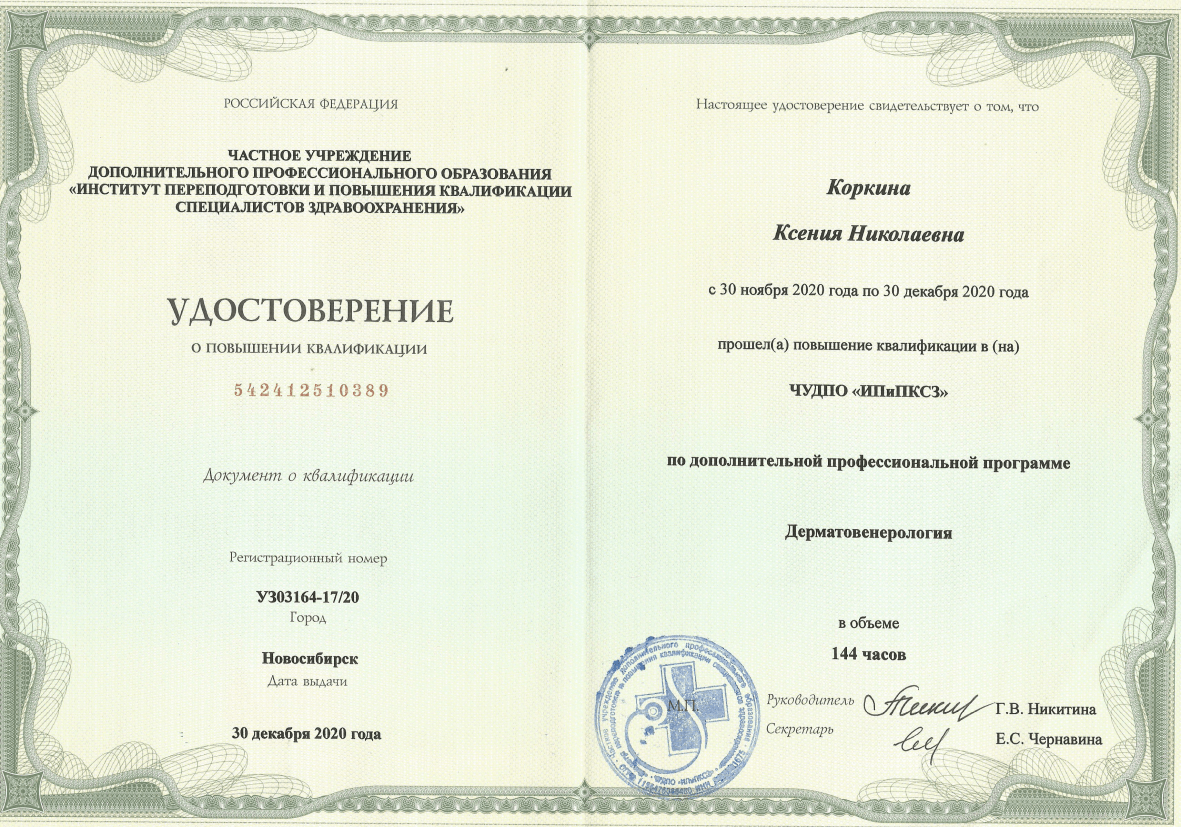 РОССИЙСКАЯ ФЕДЕРАЦИЯ
ЧАСТНОЕ УЧРЕЖДЕНИЕ
ДОПОЛНИТЕЛЬНОГО ПРОФЕССИОНАЛЬНОГО ОБРАЗОВАНИЯ
«ИНСТИТУТ ПЕРЕПОДГОТОВКИ И ПОВЫШЕНИЯ КВАЛИФИКАЦИИ
СПЕЦИАЛИСТОВ ЗДРАВООХРАНЕНИЯ»
УДОСТОВЕРЕНИЕ
О ПОВЫШЕНИИ КВАЛИФИКАЦИИ
542412510389
Документ о квалификации
Регистрационный номер
УЗ03164-17/20
Город
Новосибирск
Дата выдачи
30 декабря 2020 года
Настоящее удостоверение свидетельствует о том, что
Коркина
Ксения Николаевна
с 30 ноября 2020 года по 30 декабря 2020 года
прошел(а) повышение квалификации в (на)
ЧУДПО «ИПиПКСЗ»
по дополнительной профессиональной программе
Дерматовенерология
в объеме
144 часов
М.П.
Руководитель Г.В. Никитина
Секретарь Е.С. Чернавина